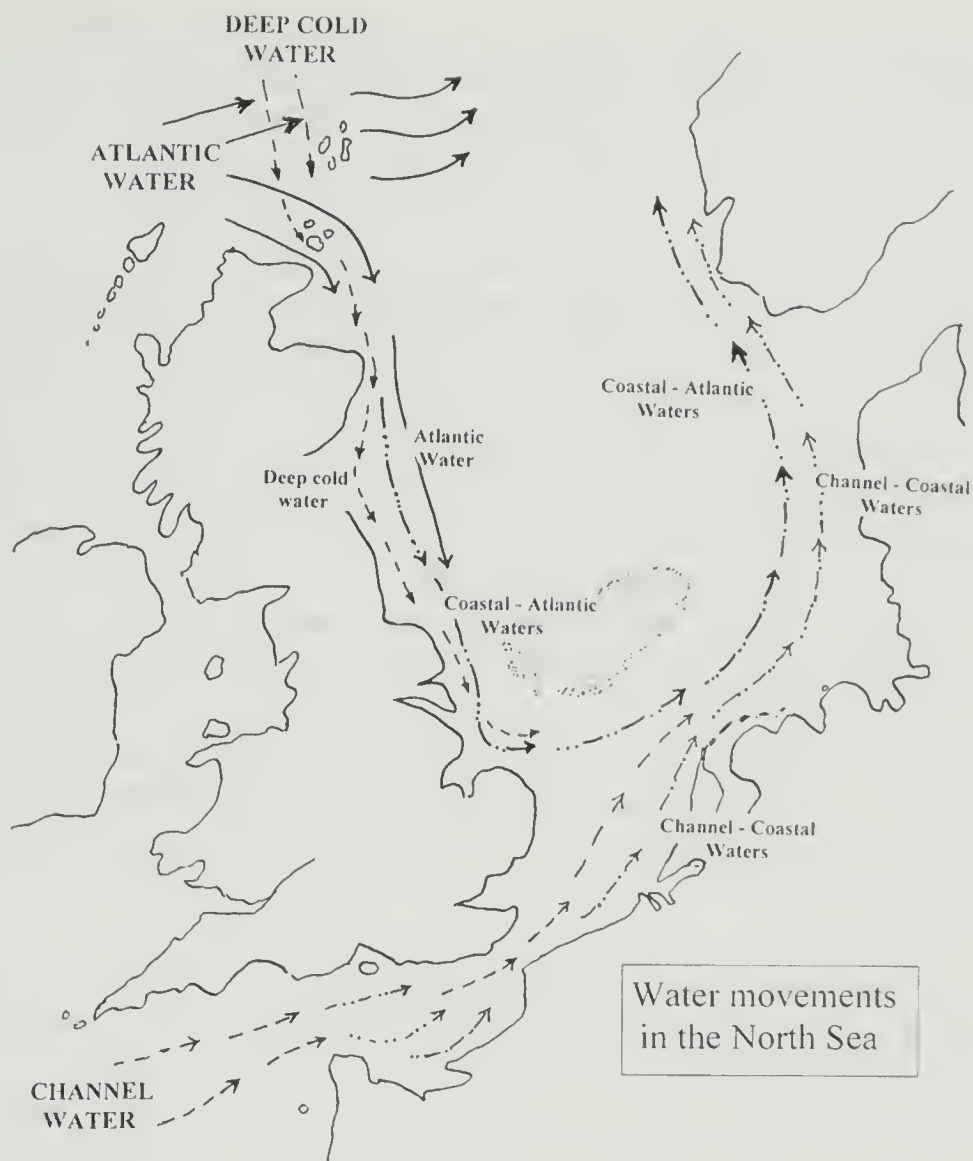 DEEP COLD
WATER
ATLANTIC
WATER
Coastal - Atlantic
Waters
Atlantic
Water
Deep cold
water
Channel - Coastal
Waters
Coastal - Atlantic
Waters
Channel - Coastal
Waters
Water movements
in the North Sea
CHANNEL
WATER